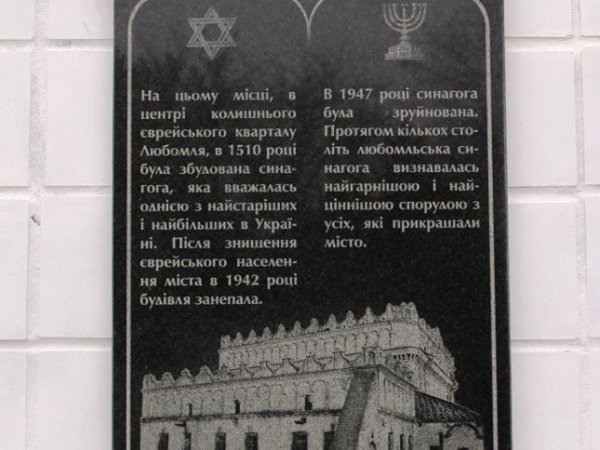 На цьому місці, в
центрі колишнього
єврейського кварталу
Любомля, в 1510 році
була збудована сина-
гога, яка вважалась
однією з найстаріших
і найбільших в Украї-
ні. Після знищення
єврейського населен-
ня міста в 1942 році
будівля занепала.
В 1947 році синагога
була зруйнована.
Протягом кількох сто-
літь любомльська си-
нагога визнавалась
найгарнішою і най-
ціннішою спорудою з
усіх, які прикрашали
місто.